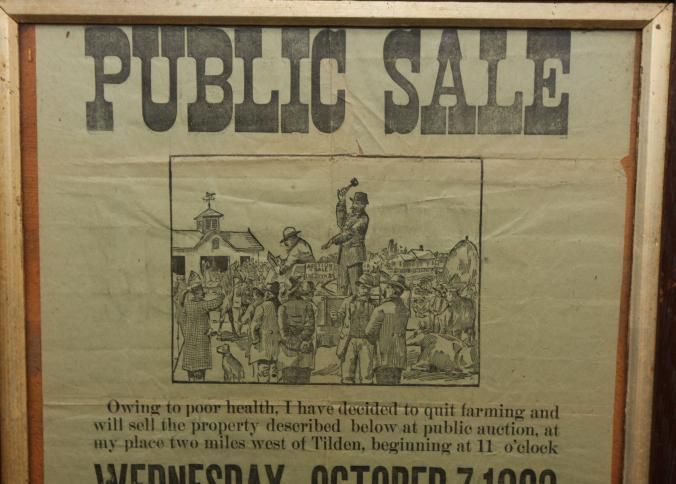 PUBLIC SALE
Owing to poor health, I have decided to quit farming and
will sell the property described below at public auction, at
my place two miles west of Tilden, beginning at 11 o'clock
WEDNESDAY, OCTOBER 7,